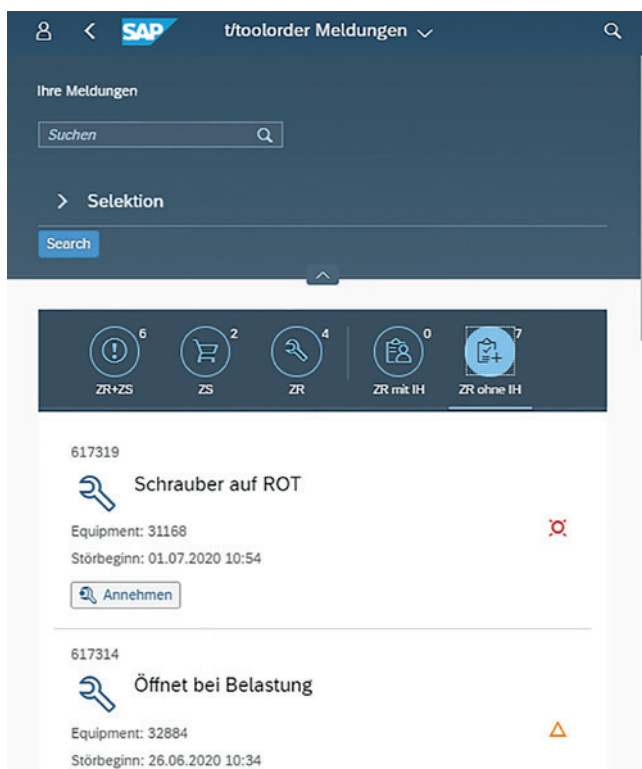 SAP t/toolorder Meldungen
Ihre Meldungen
Suchen
Selektion
Search
6 2 4 0 7
ZR+ZS ZS ZR ZR mit IH ZR ohne IH
617319
Schrauber auf ROT
Equipment: 31168
Störbeginn: 01.07.2020 10:54
Annehmen
617314
Öffnet bei Belastung
Equipment: 32884
Störbeginn: 26.06.2020 10:34